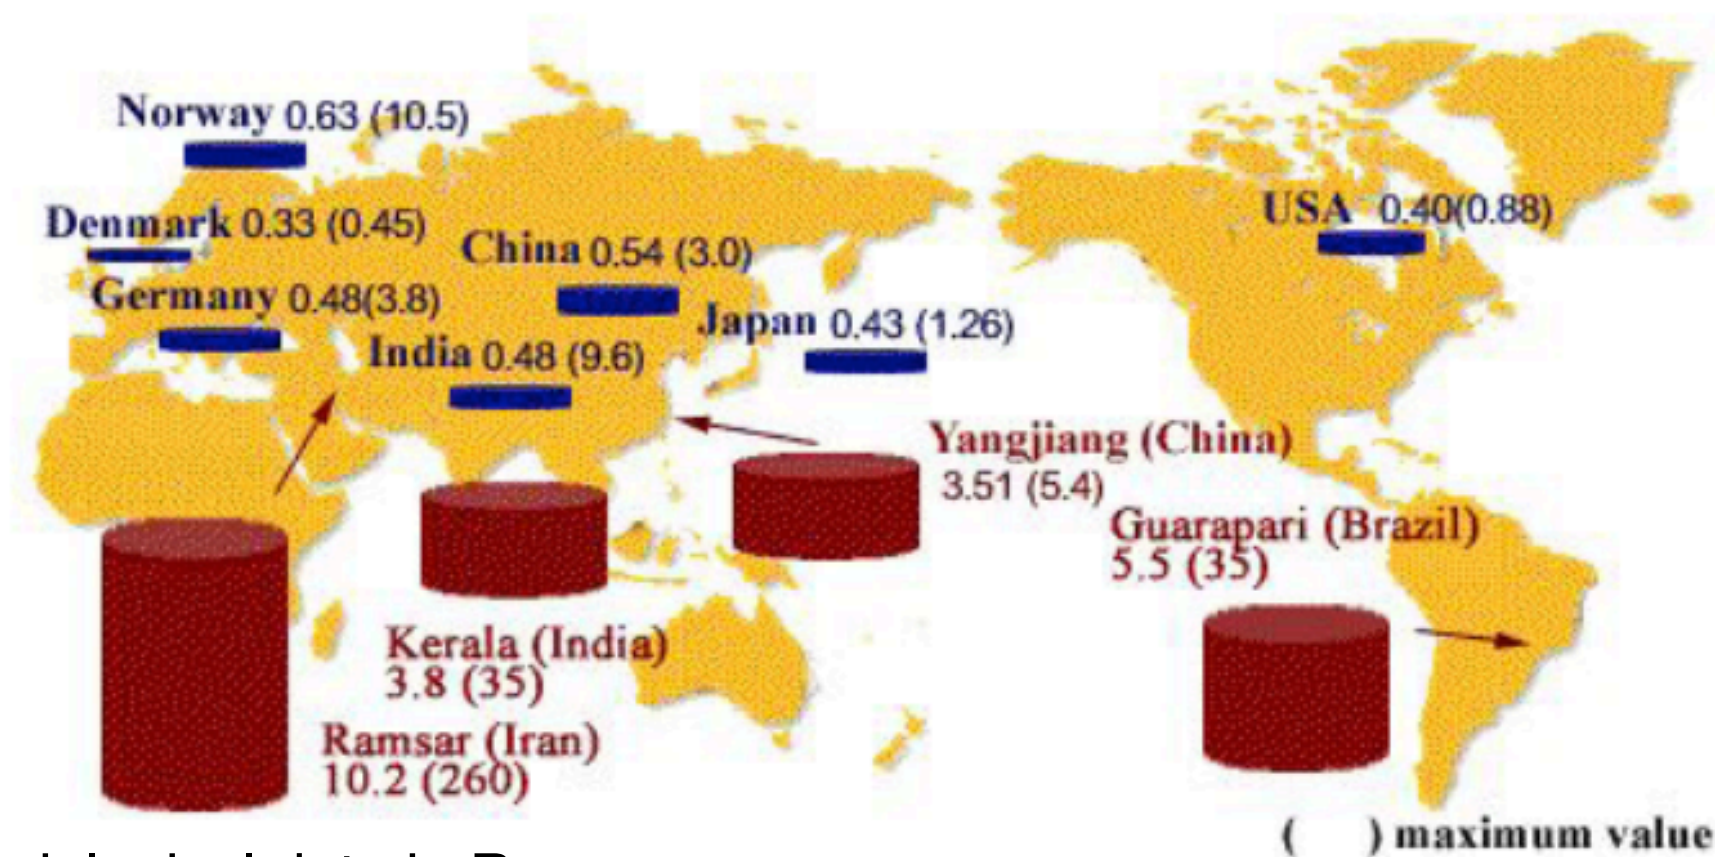 Norway 0.63 (10.5)
Denmark 0.33 (0.45)
USA 0.40(0.88)
China 0.54 (3.0)
Germany 0.48(3.8)
Japan 0.43 (1.26)
India 0.48 (9.6)
Yangjiang (China)
3.51 (5.4)
Guarapari (Brazil)
5.5 (35)
Kerala (India)
3.8 (35)
Ramsar (Iran)
10.2 (260)
( ) maximum value